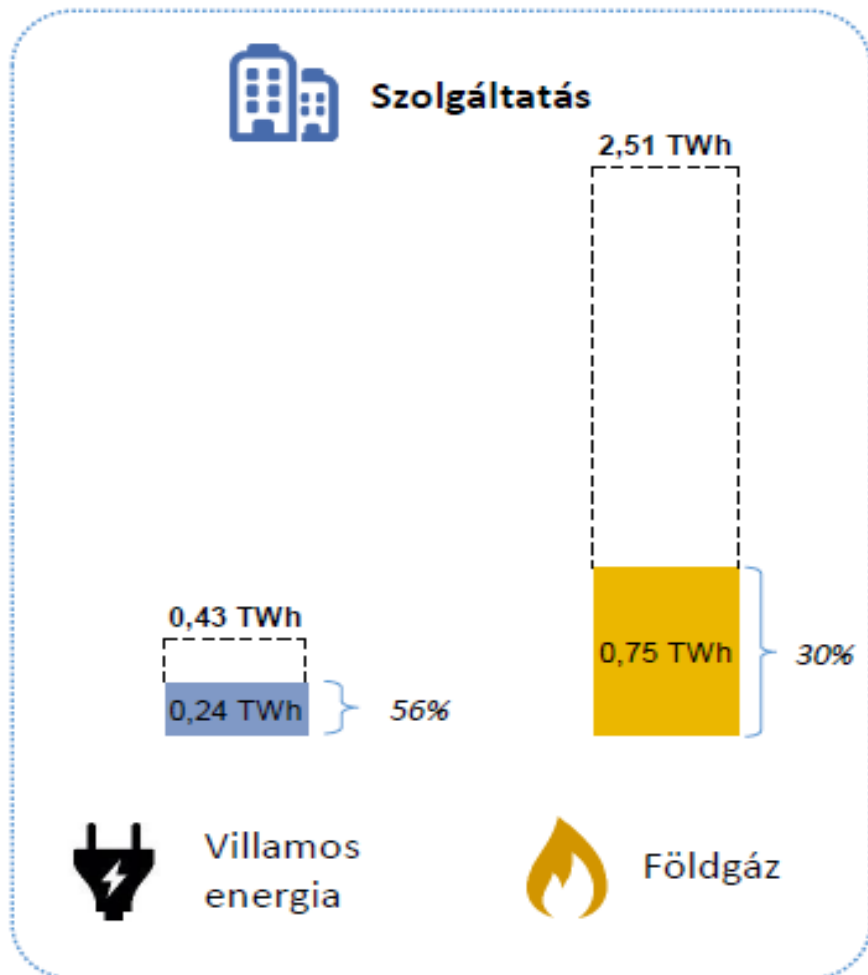 Szolgáltatás
2,51 TWh
0,43 TWh
0,75 TWh
30%
0,24 TWh
56%
Villamos
energia
Földgáz